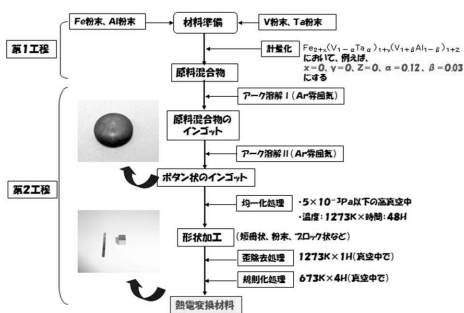 Fe粉末、Al粉末
材料準備
V粉末、Ta粉末
第1工程
計量化
Fe2+x(V1-αTaα)1+y(V1+βAl1-β)1+z
において、例えば、
x=0、y=0、Z=0、α=0.12、β=0.03
にする
原料混合物
アーク溶解Ⅰ(Ar雰囲気)
原料混合物の
インゴット
アーク溶解Ⅱ(Ar雰囲気)
第2工程
ボタン状のインゴット
均一化処理
・5×10⁻³Pa以下の高真空中
・温度:1273K×時間:48H
形状加工
(短冊状、粉末、ブロック状など)
歪除去処理
1273K×1H(真空中で)
規則化処理
673K×4H(真空中で)
熱電変換材料